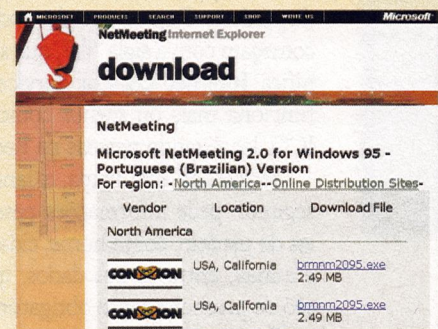 MICROSOFT PRODUCTS SEARCH SUPPORT SHOP WRITE US Microsoft
NetMeeting Internet Explorer
download
NetMeeting
Microsoft NetMeeting 2.0 for Windows 95 -
Portuguese (Brazilian) Version
For region: -North America--Online Distribution Sites-
Vendor Location Download File
North America
CONXION USA, California brmnm2095.exe
2.49 MB
CONXION USA, California brmnm2095.exe
2.49 MB